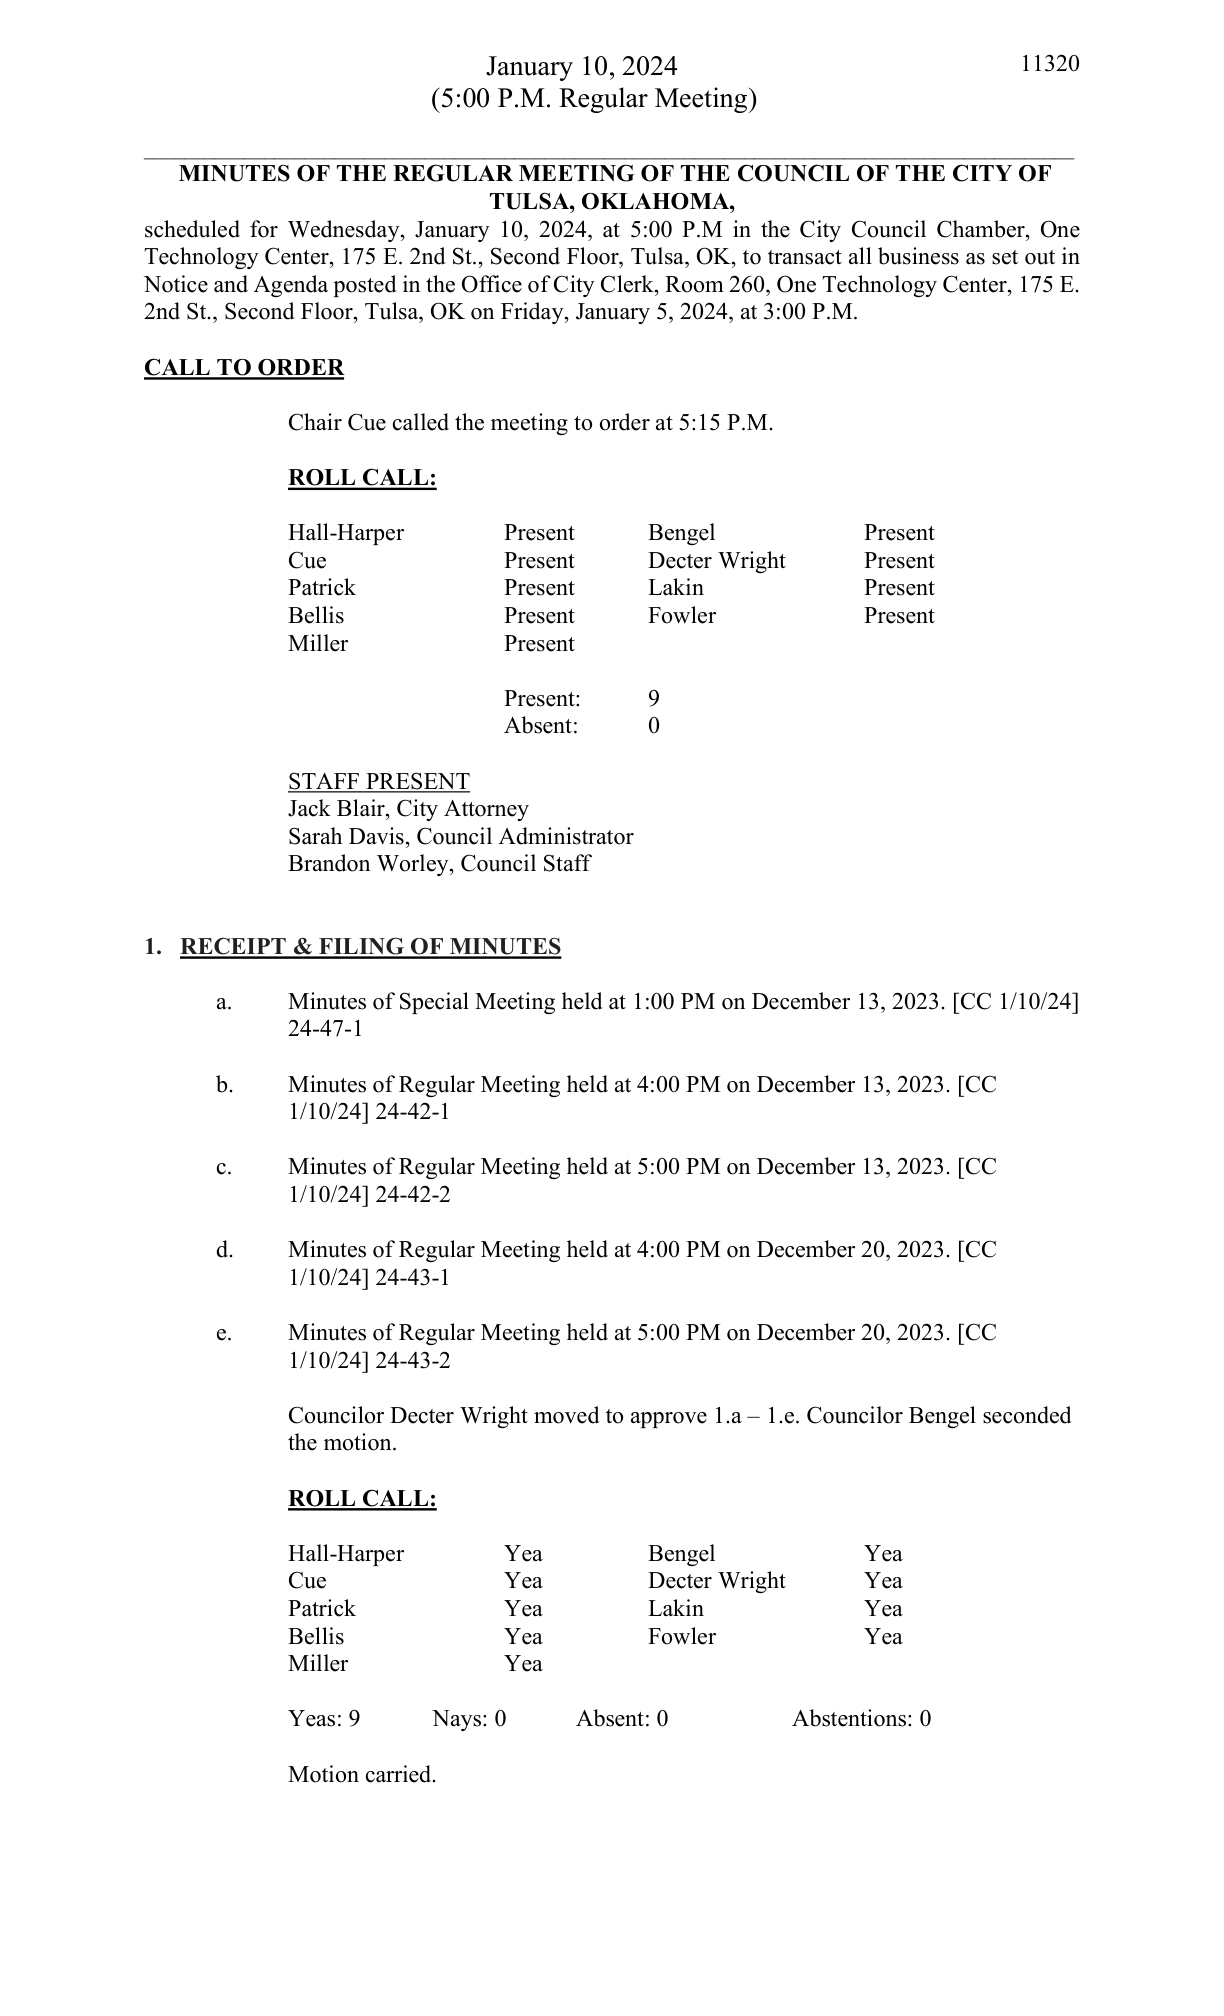 January 10, 2024 11320
(5:00 P.M. Regular Meeting)
MINUTES OF THE REGULAR MEETING OF THE COUNCIL OF THE CITY OF
TULSA, OKLAHOMA,
scheduled for Wednesday, January 10, 2024, at 5:00 P.M in the City Council Chamber, One
Technology Center, 175 E. 2nd St., Second Floor, Tulsa, OK, to transact all business as set out in
Notice and Agenda posted in the Office of City Clerk, Room 260, One Technology Center, 175 E.
2nd St., Second Floor, Tulsa, OK on Friday, January 5, 2024, at 3:00 P.M.
CALL TO ORDER
Chair Cue called the meeting to order at 5:15 P.M.
ROLL CALL:
Hall-Harper Present Bengel Present
Cue Present Decter Wright Present
Patrick Present Lakin Present
Bellis Present Fowler Present
Miller Present
Present: 9
Absent: 0
STAFF PRESENT
Jack Blair, City Attorney
Sarah Davis, Council Administrator
Brandon Worley, Council Staff
1. RECEIPT & FILING OF MINUTES
a. Minutes of Special Meeting held at 1:00 PM on December 13, 2023. [CC 1/10/24]
24-47-1
b. Minutes of Regular Meeting held at 4:00 PM on December 13, 2023. [CC
1/10/24] 24-42-1
c. Minutes of Regular Meeting held at 5:00 PM on December 13, 2023. [CC
1/10/24] 24-42-2
d. Minutes of Regular Meeting held at 4:00 PM on December 20, 2023. [CC
1/10/24] 24-43-1
e. Minutes of Regular Meeting held at 5:00 PM on December 20, 2023. [CC
1/10/24] 24-43-2
Councilor Decter Wright moved to approve 1.a – 1.e. Councilor Bengel seconded
the motion.
ROLL CALL:
Hall-Harper Yea Bengel Yea
Cue Yea Decter Wright Yea
Patrick Yea Lakin Yea
Bellis Yea Fowler Yea
Miller Yea
Yeas: 9 Nays: 0 Absent: 0 Abstentions: 0
Motion carried.